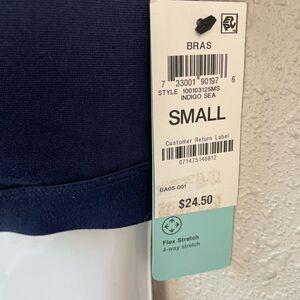 BRAS
7 33001 90197 6
STYLE 100103125MS
INDIGO SEA
SMALL
Customer Return Label
071475146812
BA05-001
$24.50
Flex Stretch
4-way stretch